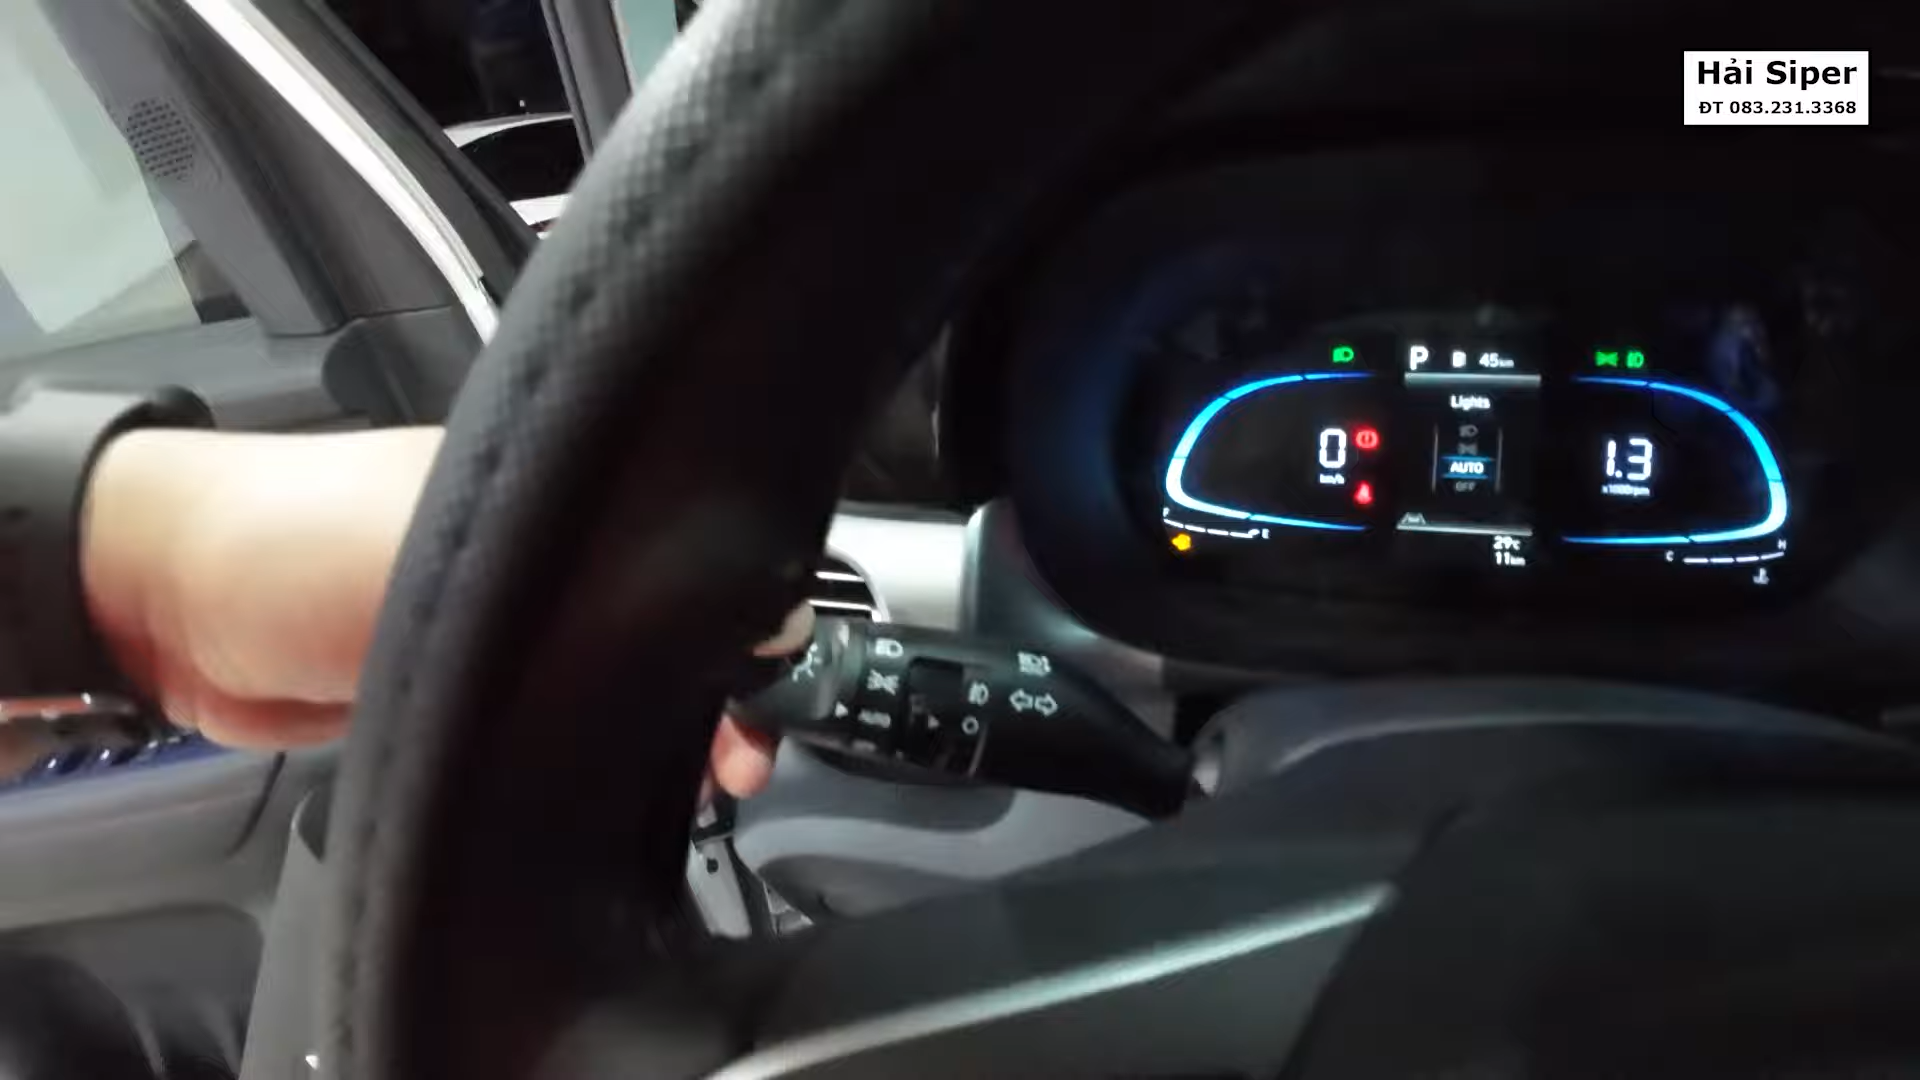 Hải Siper
ĐT 083.231.3368
P 45km
Lights
AUTO
OFF
0
km/h
1.3
x1000rpm
F
E
29°C
11km
C
H
AUTO